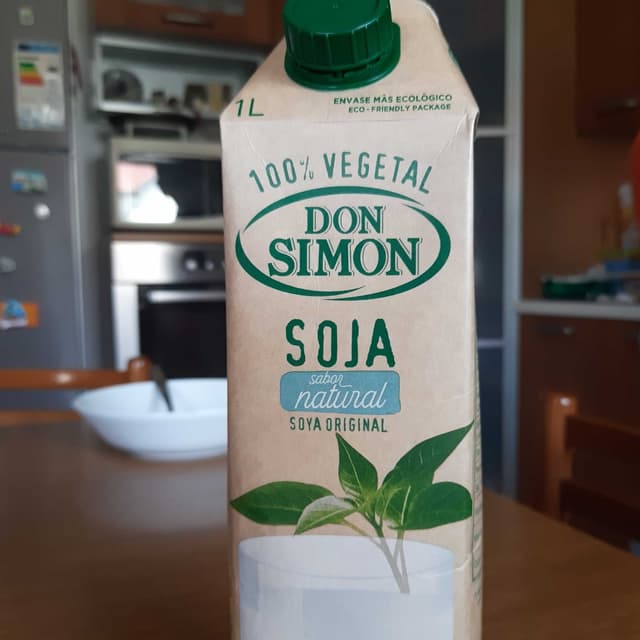 1L
ENVASE MÁS ECOLÓGICO
ECO-FRIENDLY PACKAGE
100% VEGETAL
DON
SIMON
SOJA
sabor
natural
SOYA ORIGINAL